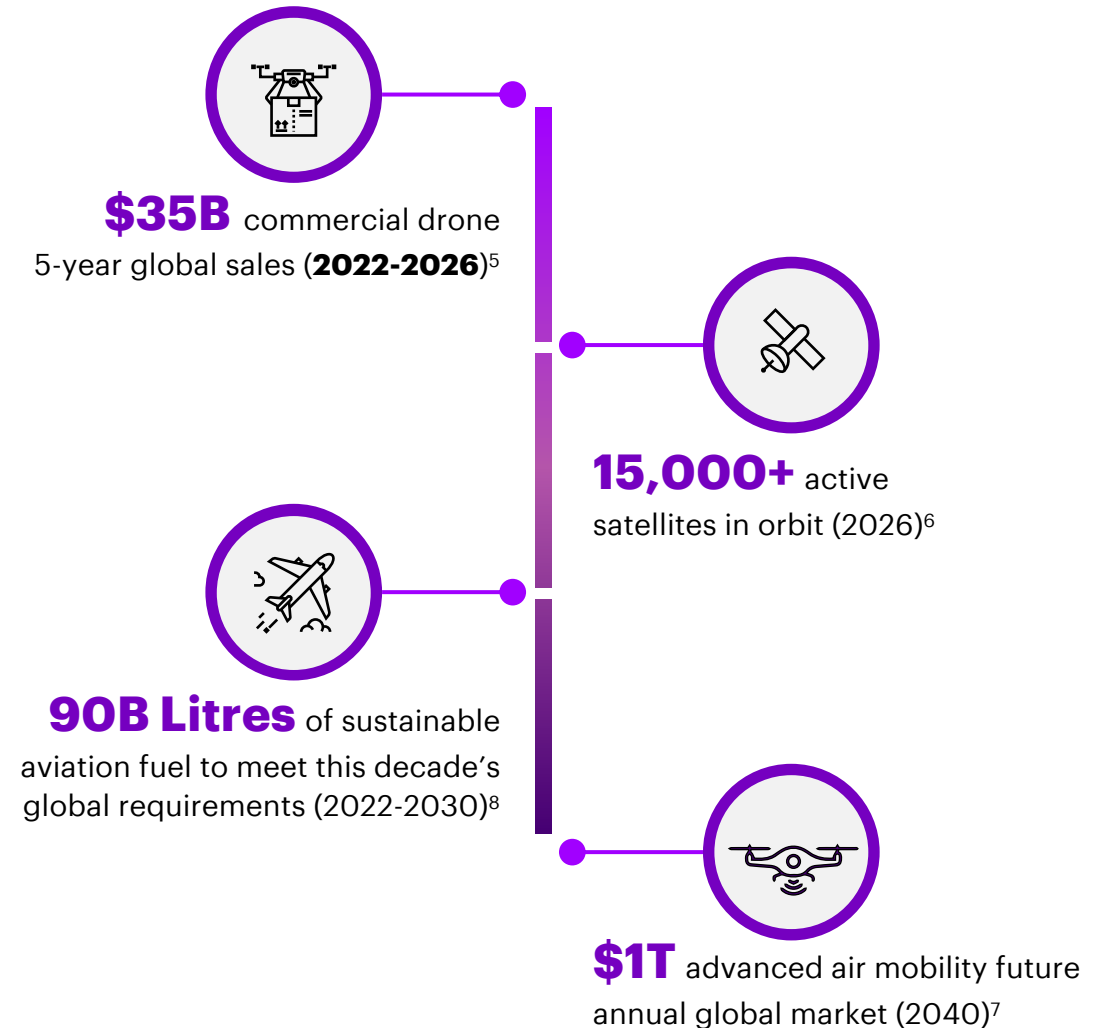 $35B commercial drone
5-year global sales (2022-2026)⁵
15,000+ active
satellites in orbit (2026)⁶
90B Litres of sustainable
aviation fuel to meet this decade’s
global requirements (2022-2030)⁸
$1T advanced air mobility future
annual global market (2040)⁷